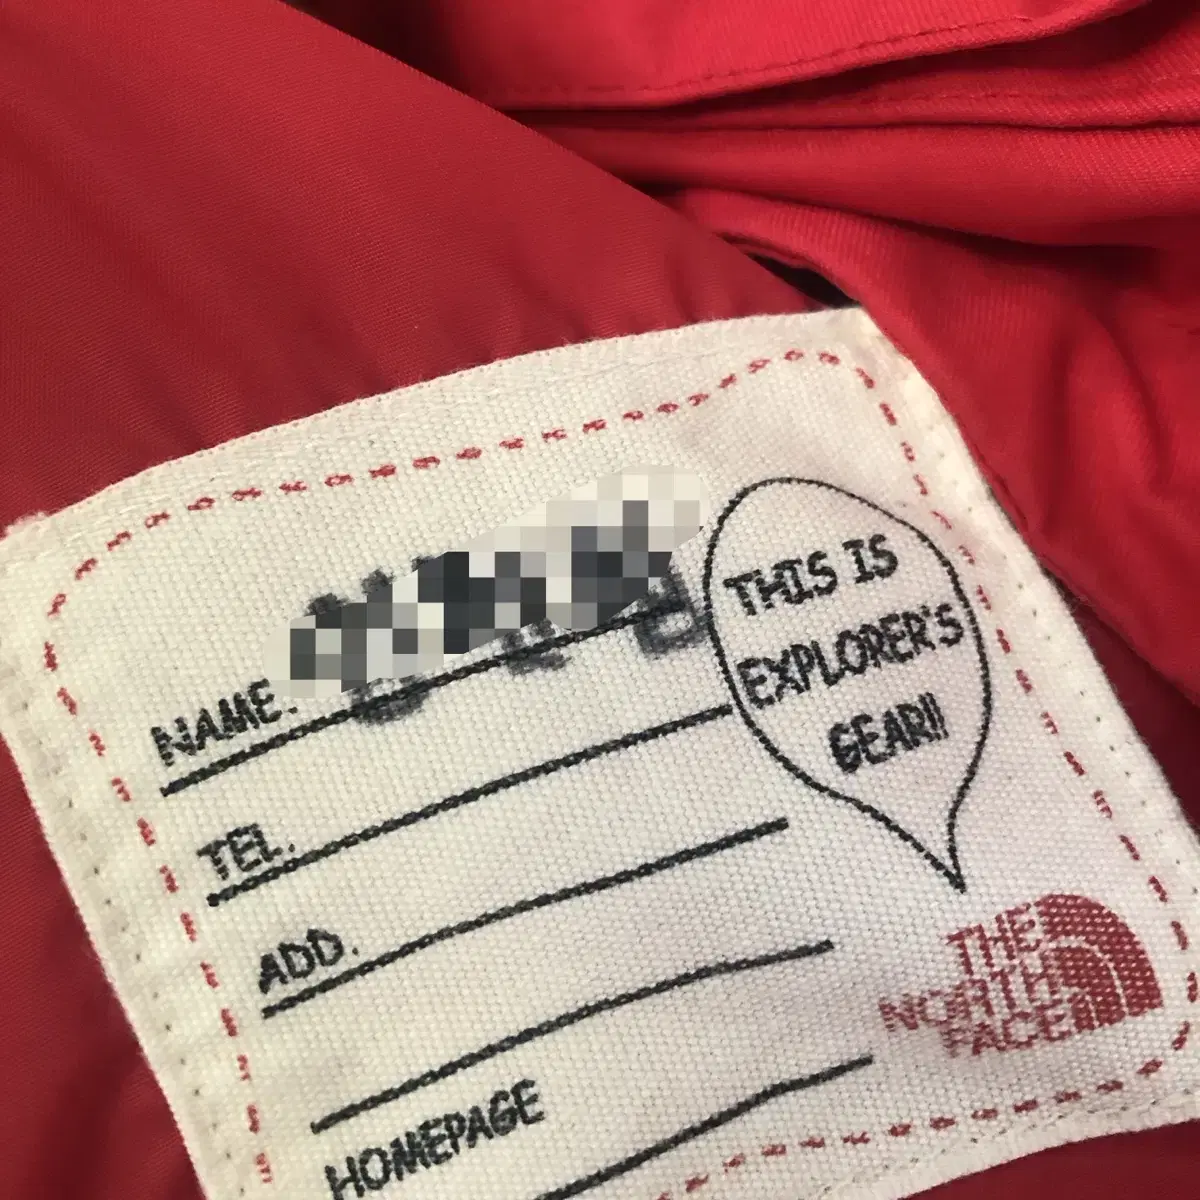 NAME.
TEL.
ADD.
HOMEPAGE
THIS IS
EXPLORER'S
GEAR!!
THE
NORTH
FACE